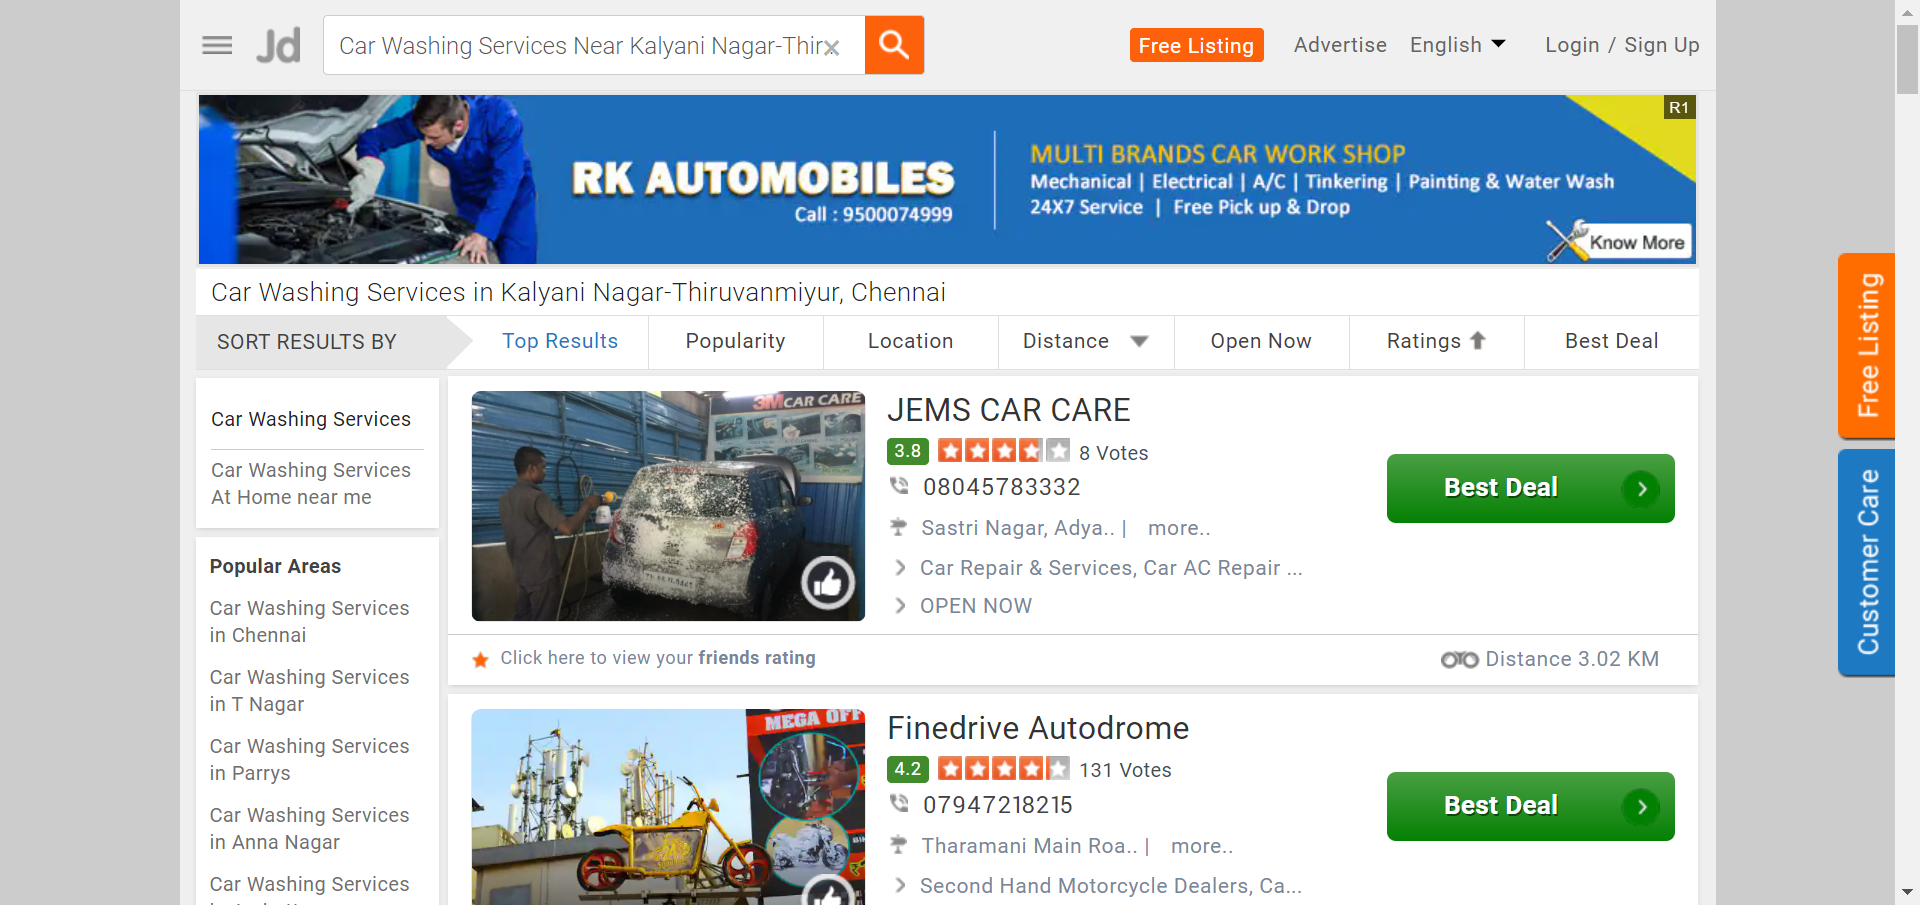 Jd
Car Washing Services Near Kalyani Nagar-Thir
Free Listing
Advertise
English
Login / Sign Up
R1
RK AUTOMOBILES
Call : 9500074999
MULTI BRANDS CAR WORK SHOP
Mechanical | Electrical | A/C | Tinkering | Painting & Water Wash
24X7 Service | Free Pick up & Drop
Know More
Car Washing Services in Kalyani Nagar-Thiruvanmiyur, Chennai
SORT RESULTS BY
Top Results
Popularity
Location
Distance
Open Now
Ratings
Best Deal
Car Washing Services
Car Washing Services
At Home near me
Popular Areas
Car Washing Services
in Chennai
Car Washing Services
in T Nagar
Car Washing Services
in Parrys
Car Washing Services
in Anna Nagar
Car Washing Services
3M CAR CARE
JEMS CAR CARE
3.8
8 Votes
08045783332
Sastri Nagar, Adya.. | more..
Car Repair & Services, Car AC Repair ...
OPEN NOW
Best Deal
Click here to view your friends rating
Distance 3.02 KM
MEGA OFF
Finedrive Autodrome
4.2
131 Votes
07947218215
Tharamani Main Roa.. | more..
Second Hand Motorcycle Dealers, Ca...
Best Deal
Free Listing
Customer Care